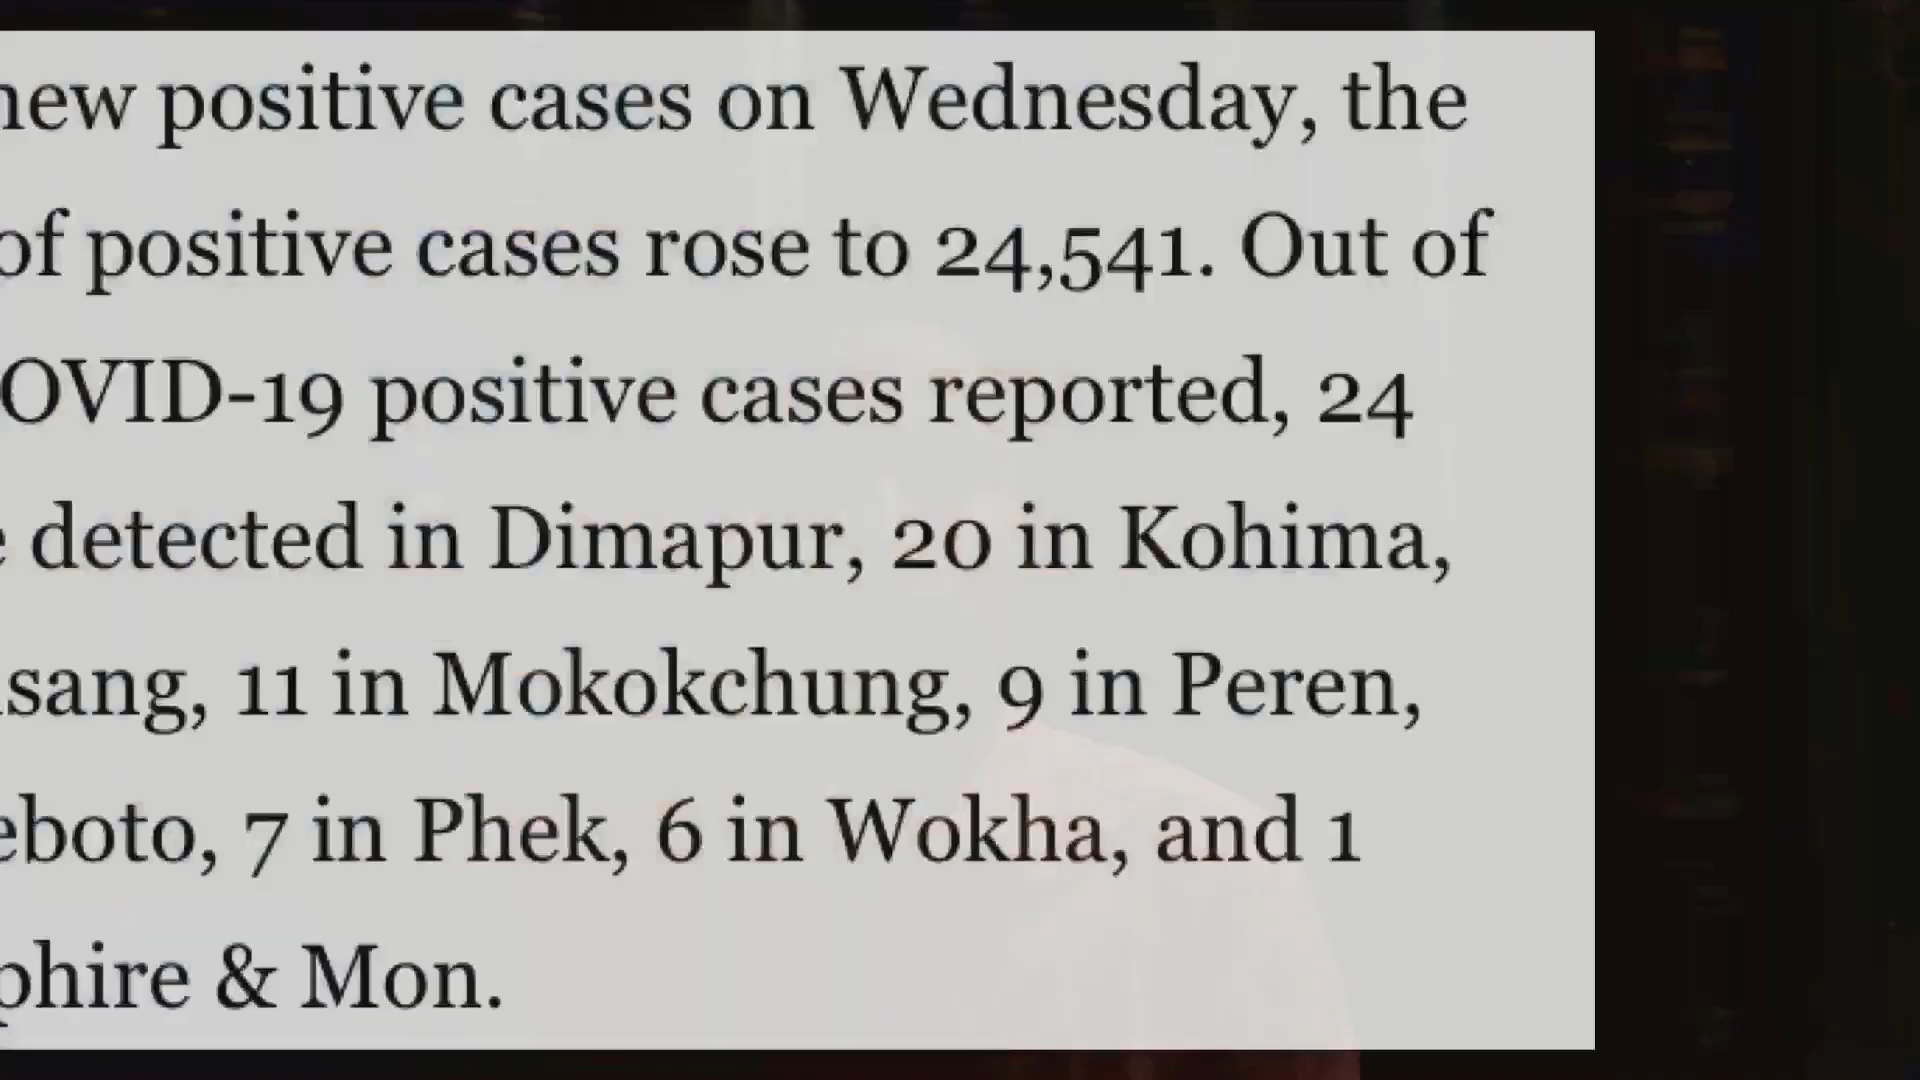 new positive cases on Wednesday, the
of positive cases rose to 24,541. Out of
OVID-19 positive cases reported, 24
detected in Dimapur, 20 in Kohima,
sang, 11 in Mokokchung, 9 in Peren,
eboto, 7 in Phek, 6 in Wokha, and 1
phire & Mon.